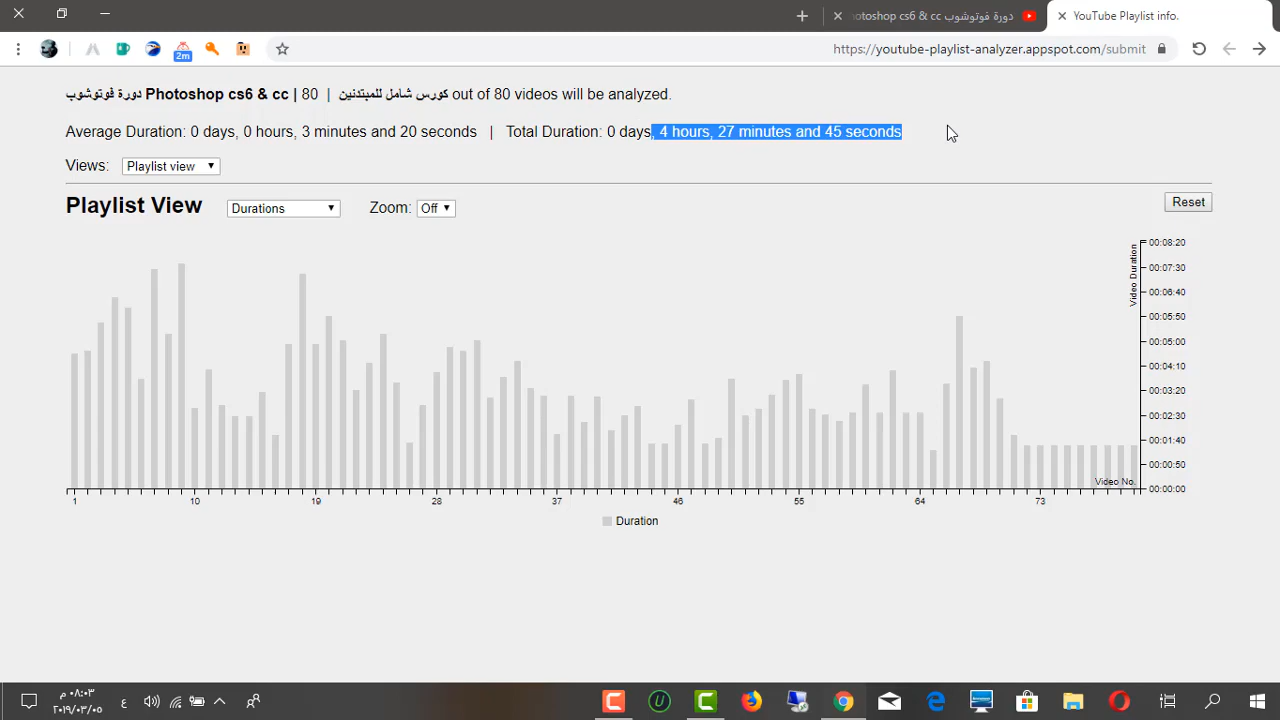 دورة فوتوشوب Photoshop cs6 & cc
YouTube Playlist info.
2m
https://youtube-playlist-analyzer.appspot.com/submit
دورة فوتوشوب Photoshop cs6 & cc | كورس شامل للمبتدئين | 80 out of 80 videos will be analyzed.
Average Duration: 0 days, 0 hours, 3 minutes and 20 seconds | Total Duration: 0 days, 4 hours, 27 minutes and 45 seconds
Views: Playlist view
Playlist View Durations Zoom: Off Reset
Video Duration
00:08:20
00:07:30
00:06:40
00:05:50
00:05:00
00:04:10
00:03:20
00:02:30
00:01:40
00:00:50
00:00:00
Video No.
1 10 19 28 37 46 55 64 73
Duration
ع
٠٨:٠٣ م
٢٠١٩/٠٣/٠٥